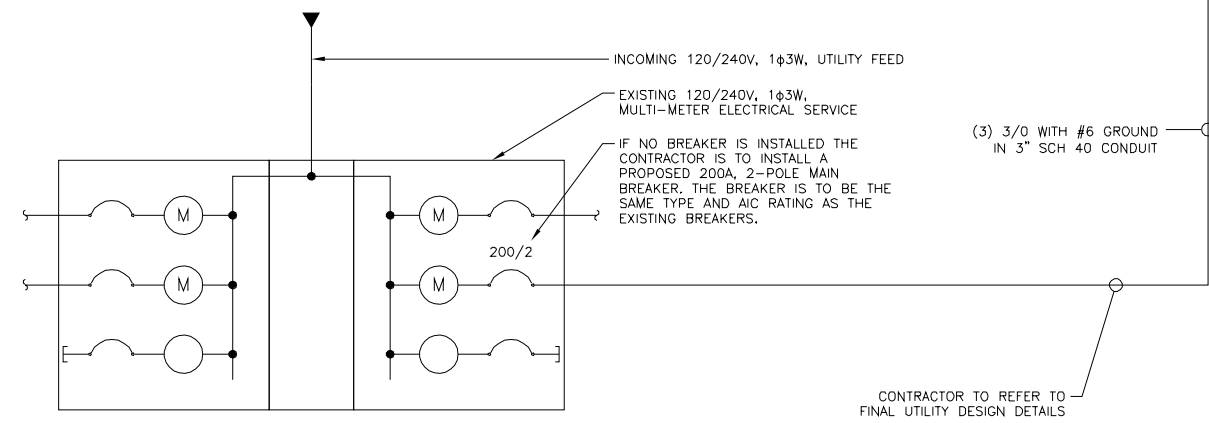 INCOMING 120/240V, 1ϕ3W, UTILITY FEED
EXISTING 120/240V, 1ϕ3W,
MULTI-METER ELECTRICAL SERVICE
IF NO BREAKER IS INSTALLED THE
CONTRACTOR IS TO INSTALL A
PROPOSED 200A, 2-POLE MAIN
BREAKER. THE BREAKER IS TO BE THE
SAME TYPE AND AIC RATING AS THE
EXISTING BREAKERS.
(3) 3/0 WITH #6 GROUND
IN 3" SCH 40 CONDUIT
M
M
200/2
M
M
CONTRACTOR TO REFER TO
FINAL UTILITY DESIGN DETAILS